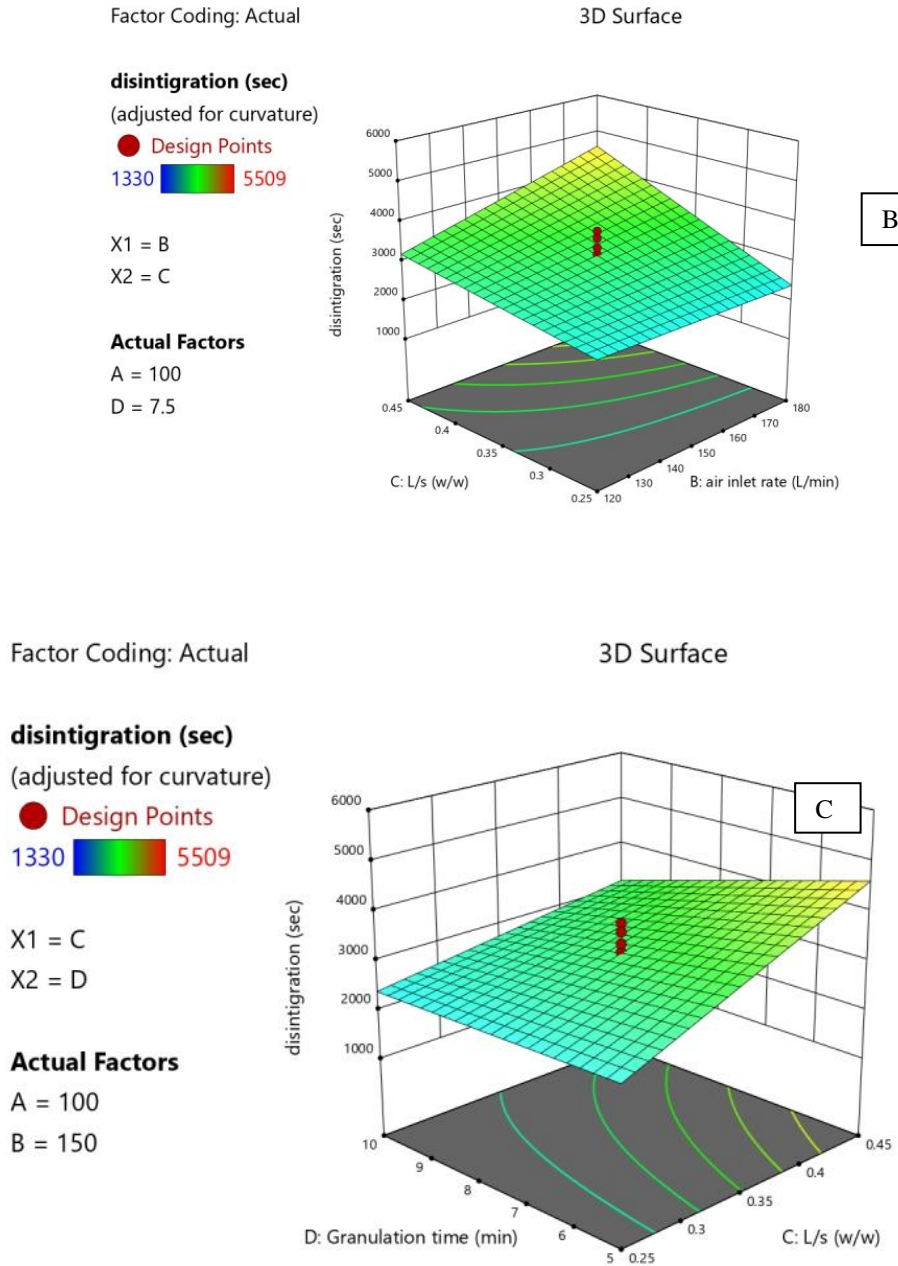 Factor Coding: Actual
3D Surface
disintigration (sec)
(adjusted for curvature)
Design Points
1330 5509
X1 = B
X2 = C
Actual Factors
A = 100
D = 7.5
B
disintigration (sec)
6000
5000
4000
3000
2000
1000
0.45
0.4
0.35
0.3
0.25
120
130
140
150
160
170
180
C: L/s (w/w)
B: air inlet rate (L/min)
Factor Coding: Actual
3D Surface
disintigration (sec)
(adjusted for curvature)
Design Points
1330 5509
X1 = C
X2 = D
Actual Factors
A = 100
B = 150
C
disintigration (sec)
6000
5000
4000
3000
2000
1000
10
9
8
7
6
5
0.25
0.3
0.35
0.4
0.45
D: Granulation time (min)
C: L/s (w/w)